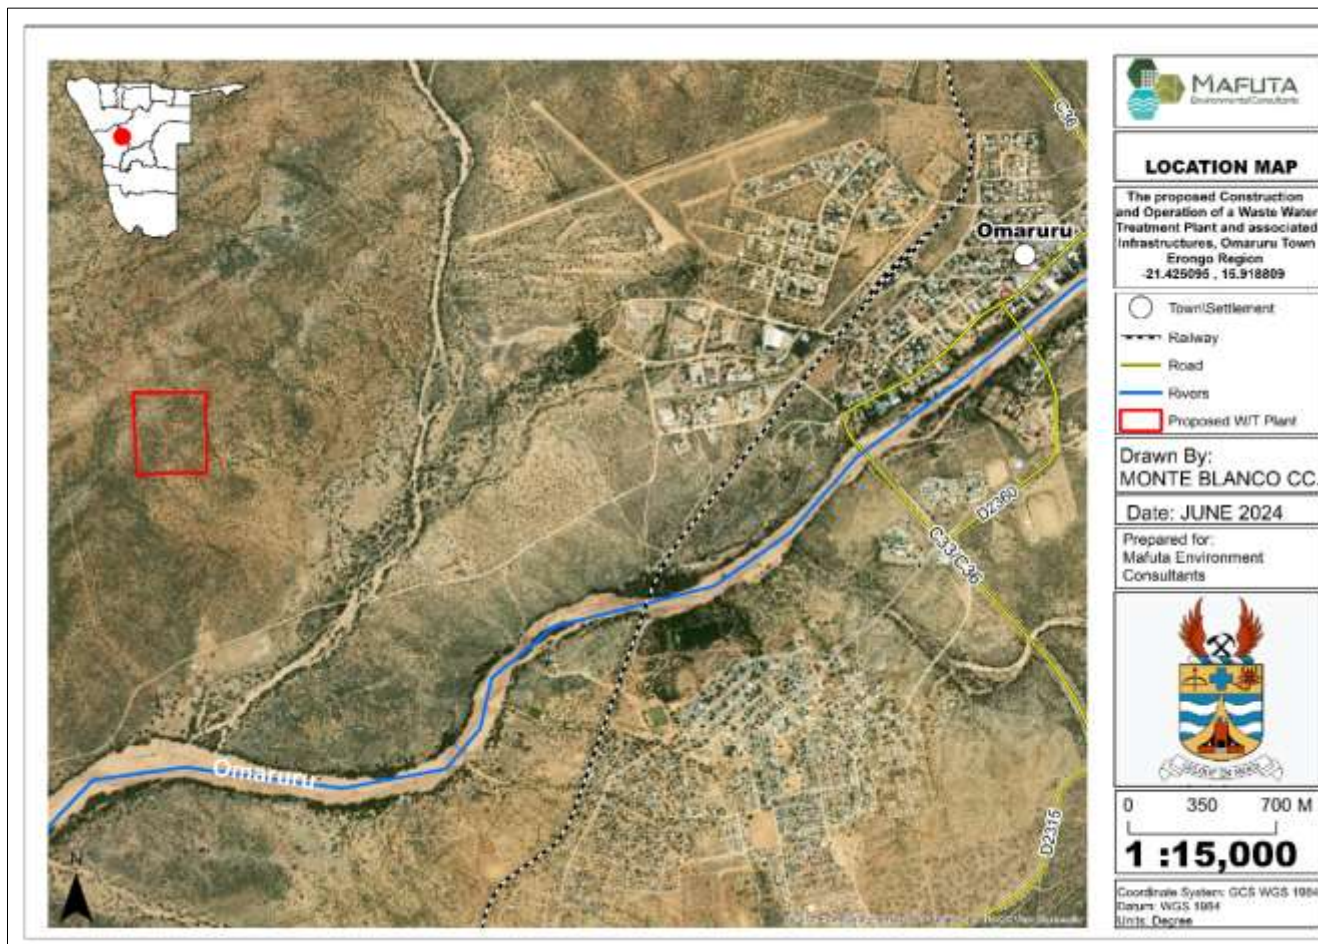 MAFUTA
Environmental Consultants
LOCATION MAP
The proposed Construction
and Operation of a Waste Water
Treatment Plant and associated
Infrastructures, Omaruru Town
Erongo Region
-21.425095 , 15.918809
Town\Settlement
Railway
Road
Rivers
Proposed W/T Plant
Drawn By:
MONTE BLANCO CC.
Date: JUNE 2024
Prepared for:
Mafuta Environment
Consultants
0 350 700 M
1 :15,000
Coordinate System: GCS WGS 1984
Datum: WGS 1984
Units: Degree
C36
Omaruru
D2360
C33/C36
Omaruru
D2315
N